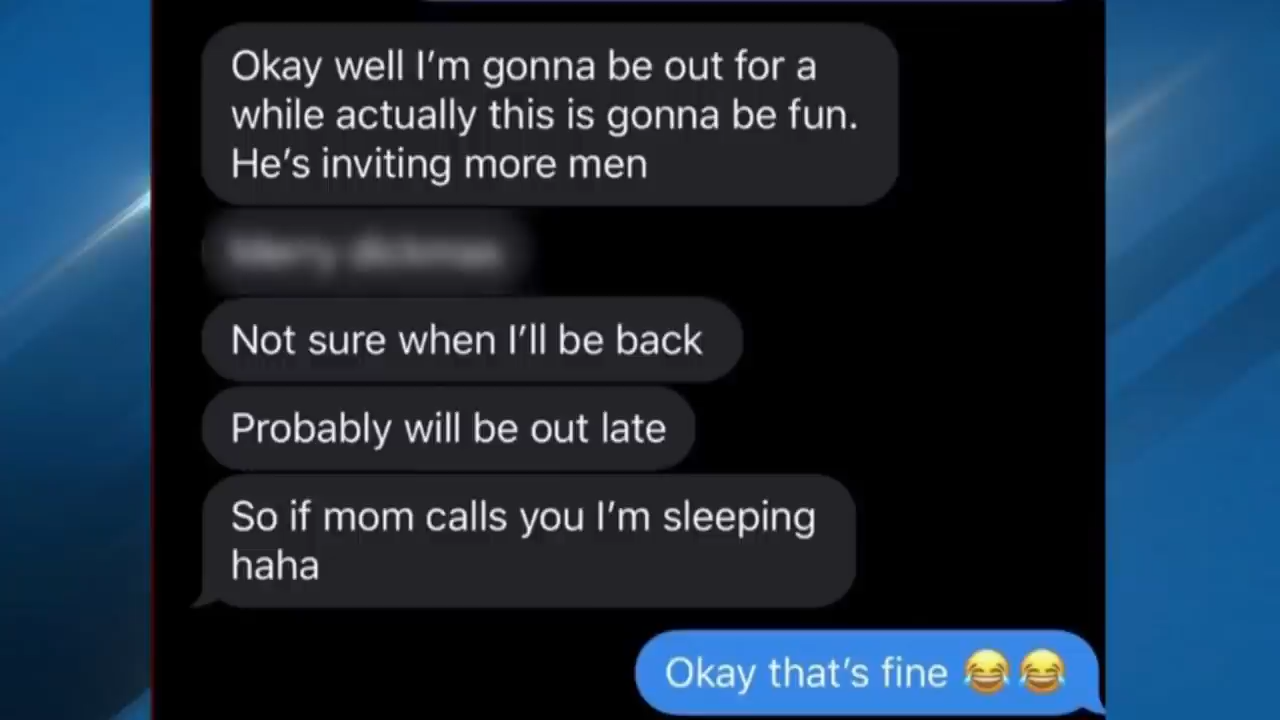 Okay well I'm gonna be out for a
while actually this is gonna be fun.
He's inviting more men
Not sure when I'll be back
Probably will be out late
So if mom calls you I'm sleeping
haha
Okay that's fine 😂😂